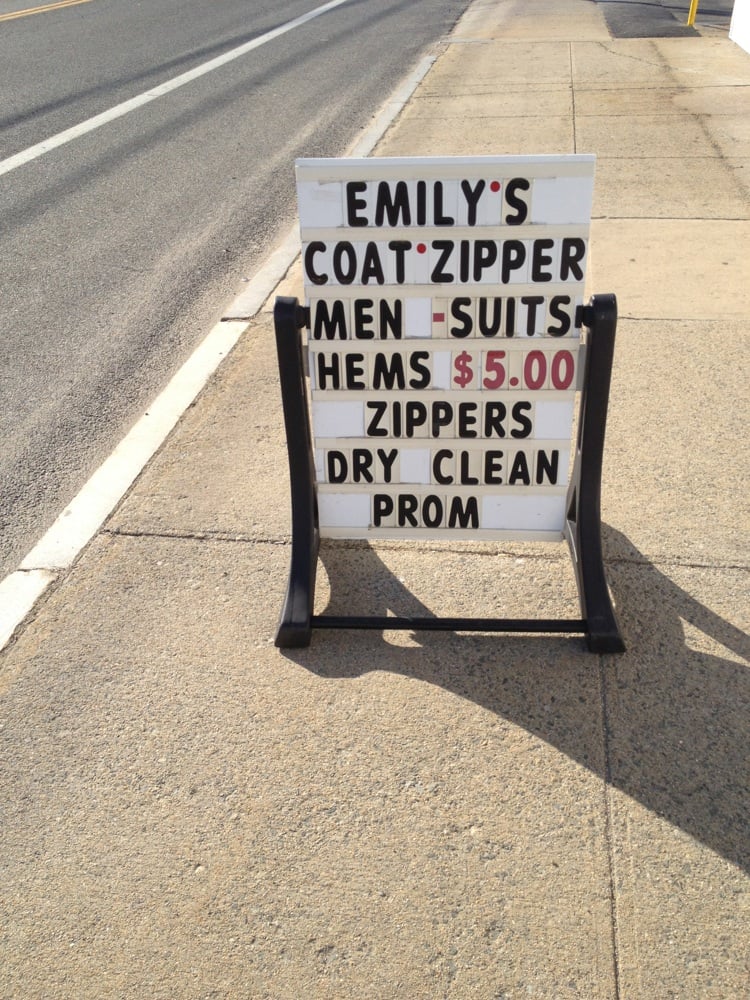 EMILY'S
COAT•ZIPPER
MEN -SUITS
HEMS $5.00
ZIPPERS
DRY CLEAN
PROM